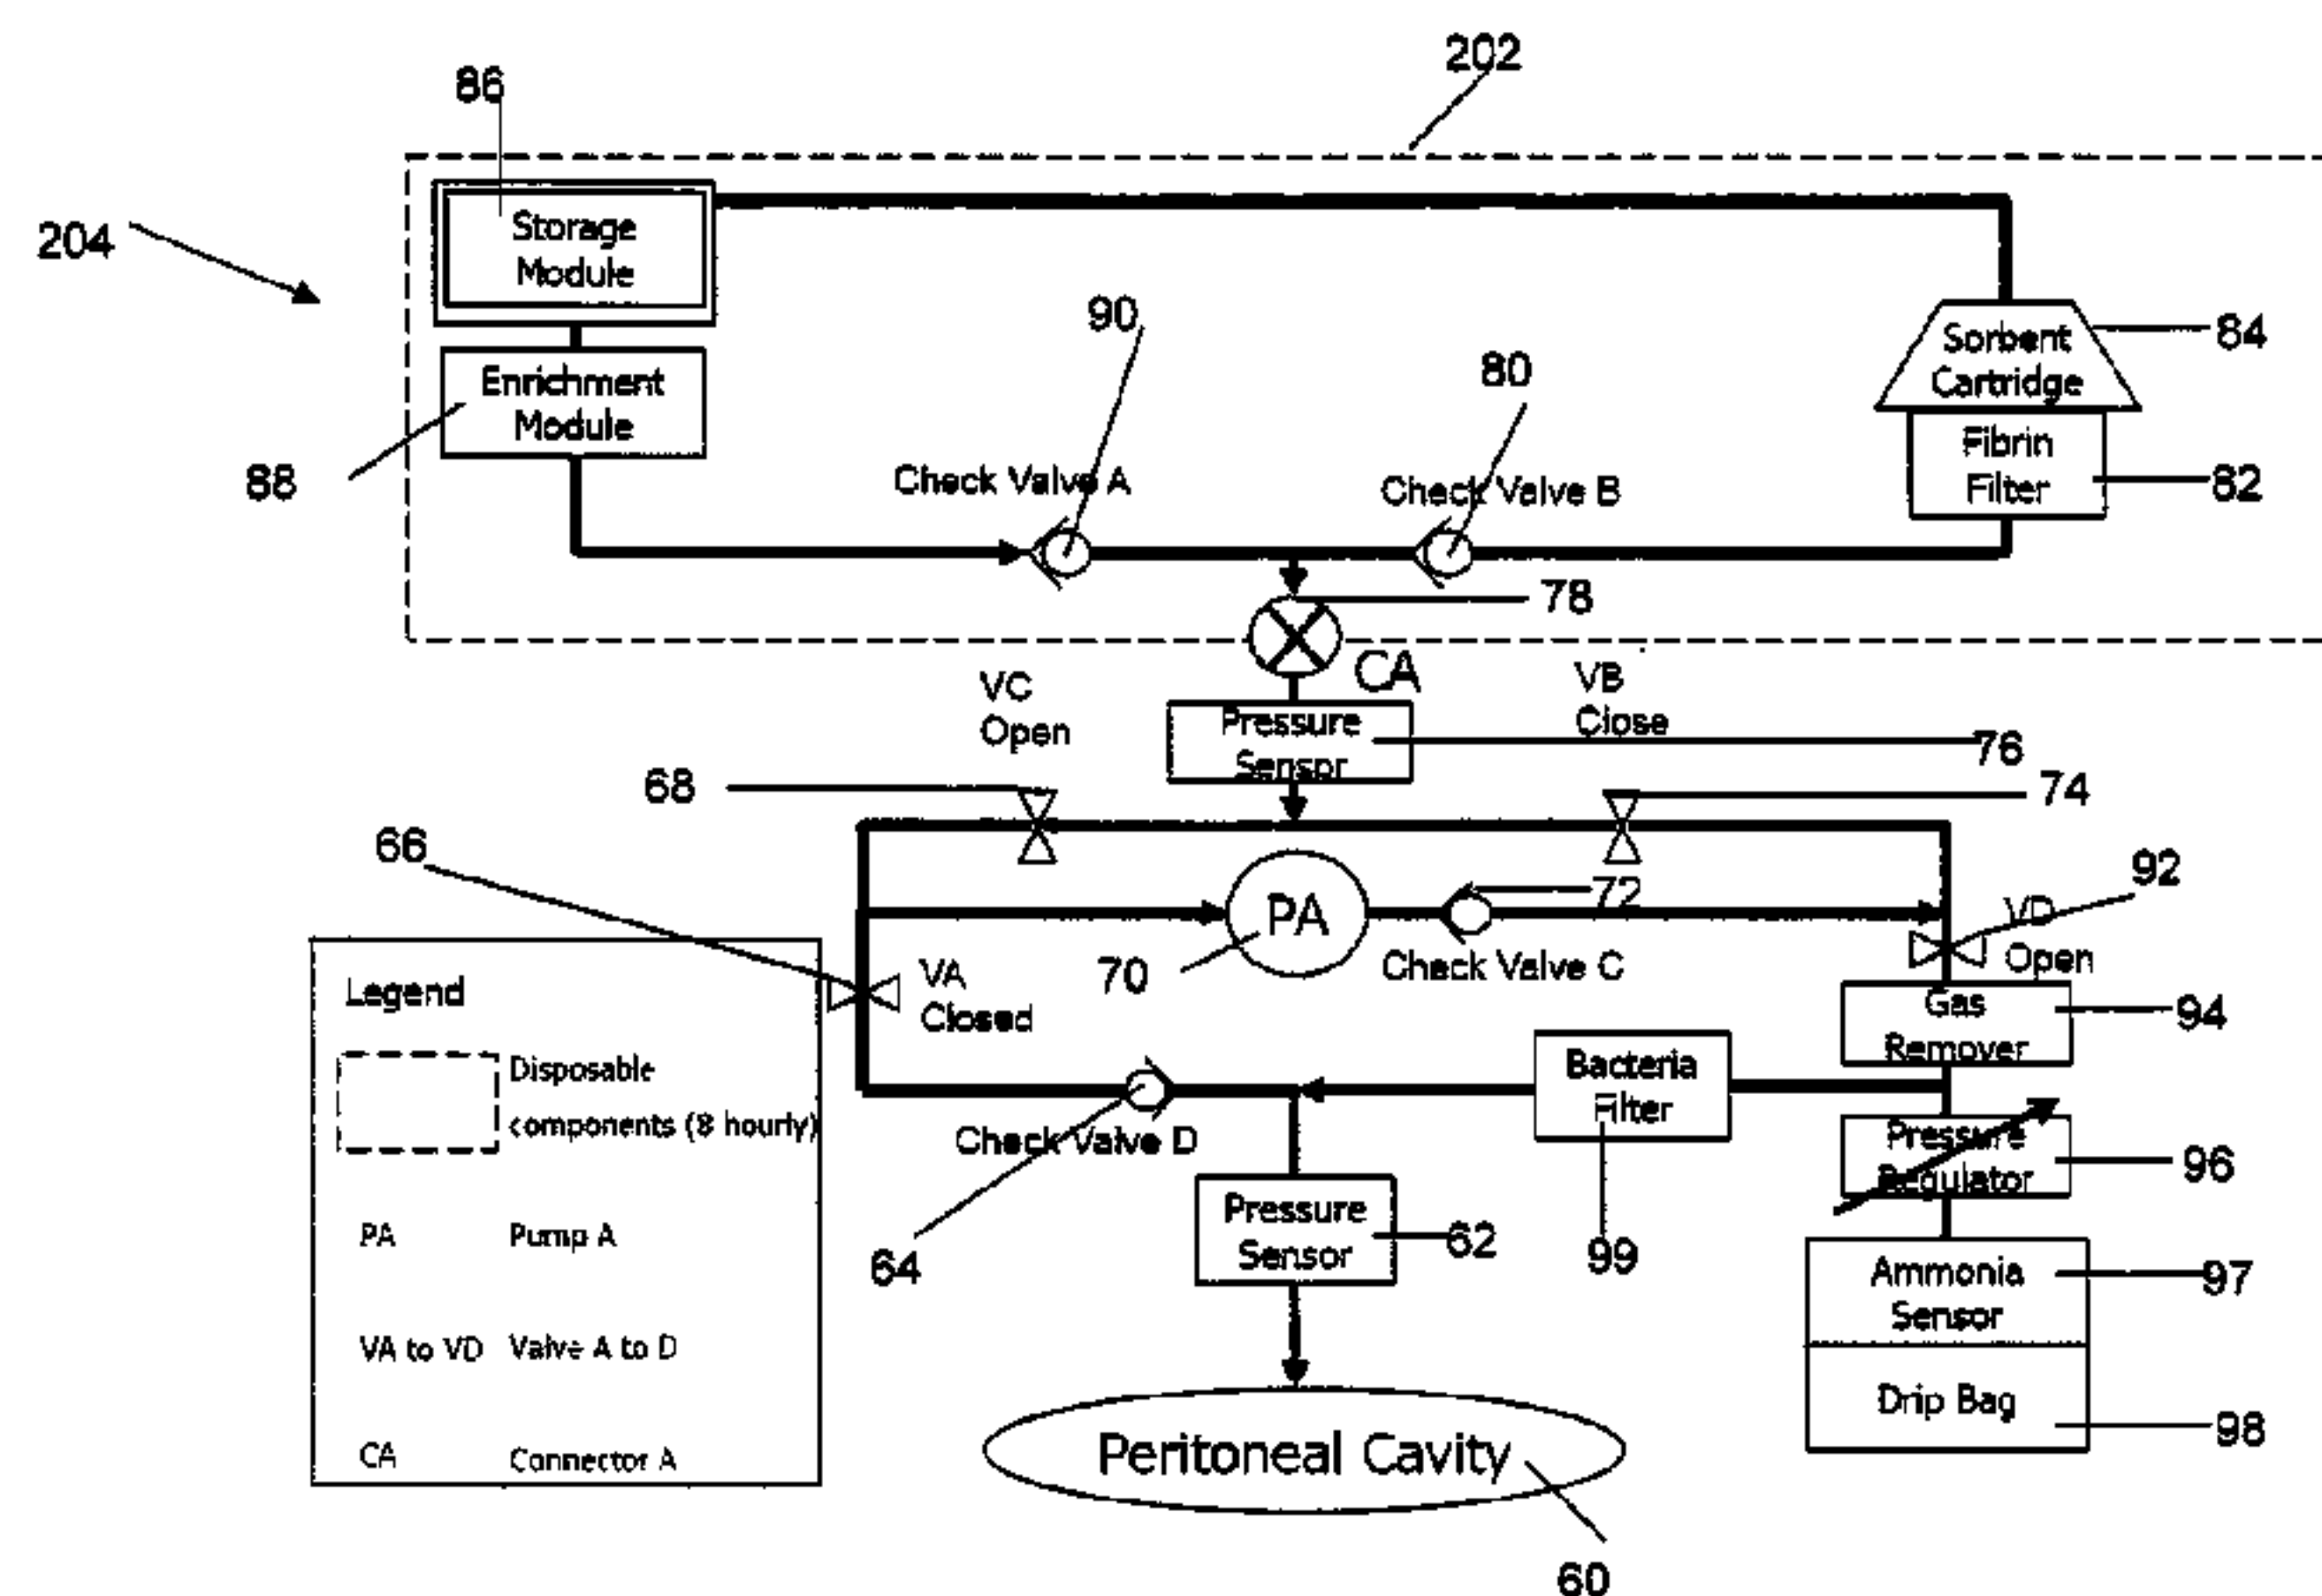 202
86
204
Storage
Module
90
Sorbent
Cartridge
84
80
Enrichment
Module
88
Fibrin
Filter
82
Check Valve A
Check Valve B
78
CA
VC
Open
VB
Close
Pressure
Sensor
76
68
74
66
PA
72
92
VD
Open
70
Check Valve C
VA
Closed
Gas
Remover
94
Legend
Disposable
components (8 hourly)
PA Pump A
VA to VD Valve A to D
CA Connector A
Bacteria
Filter
Check Valve D
Pressure
Regulator
96
64
Pressure
Sensor
62
99
Ammonia
Sensor
97
Drip Bag
98
Peritoneal Cavity
60